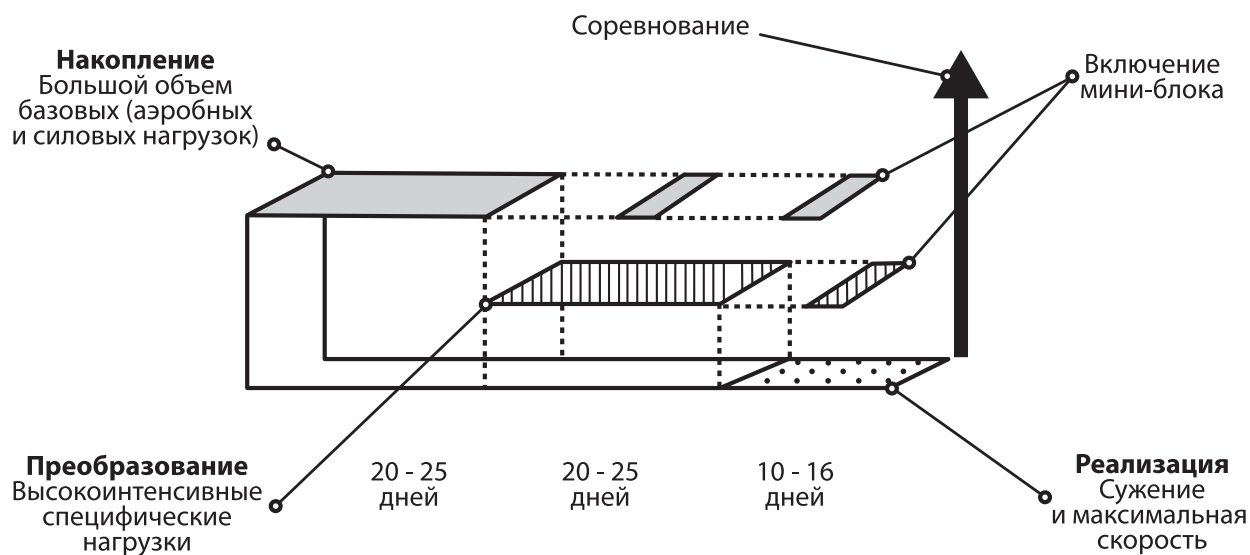 Соревнование
Накопление
Большой объем
базовых (аэробных
и силовых нагрузок)
Включение
мини-блока
Преобразование
Высокоинтенсивные
специфические
нагрузки
20 - 25
дней
20 - 25
дней
10 - 16
дней
Реализация
Сужение
и максимальная
скорость